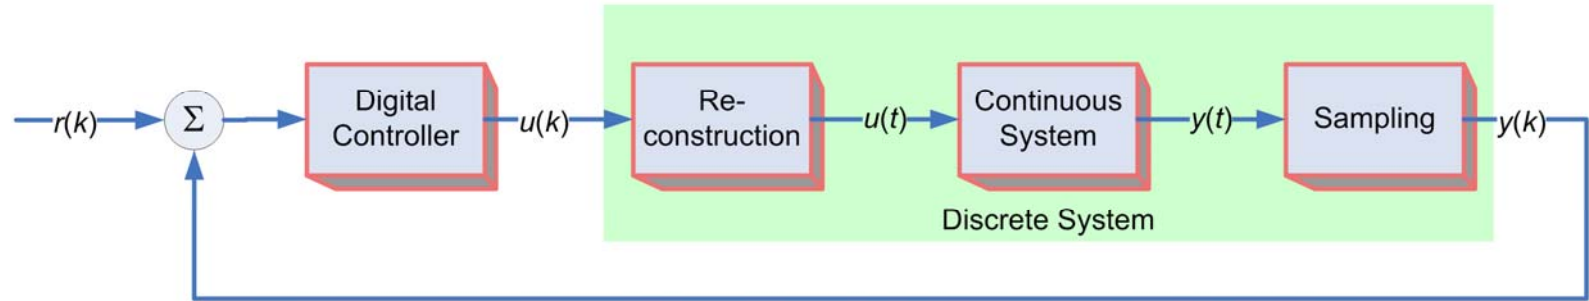 r(k)
Σ
Digital
Controller
u(k)
Re-
construction
u(t)
Continuous
System
y(t)
Sampling
y(k)
Discrete System